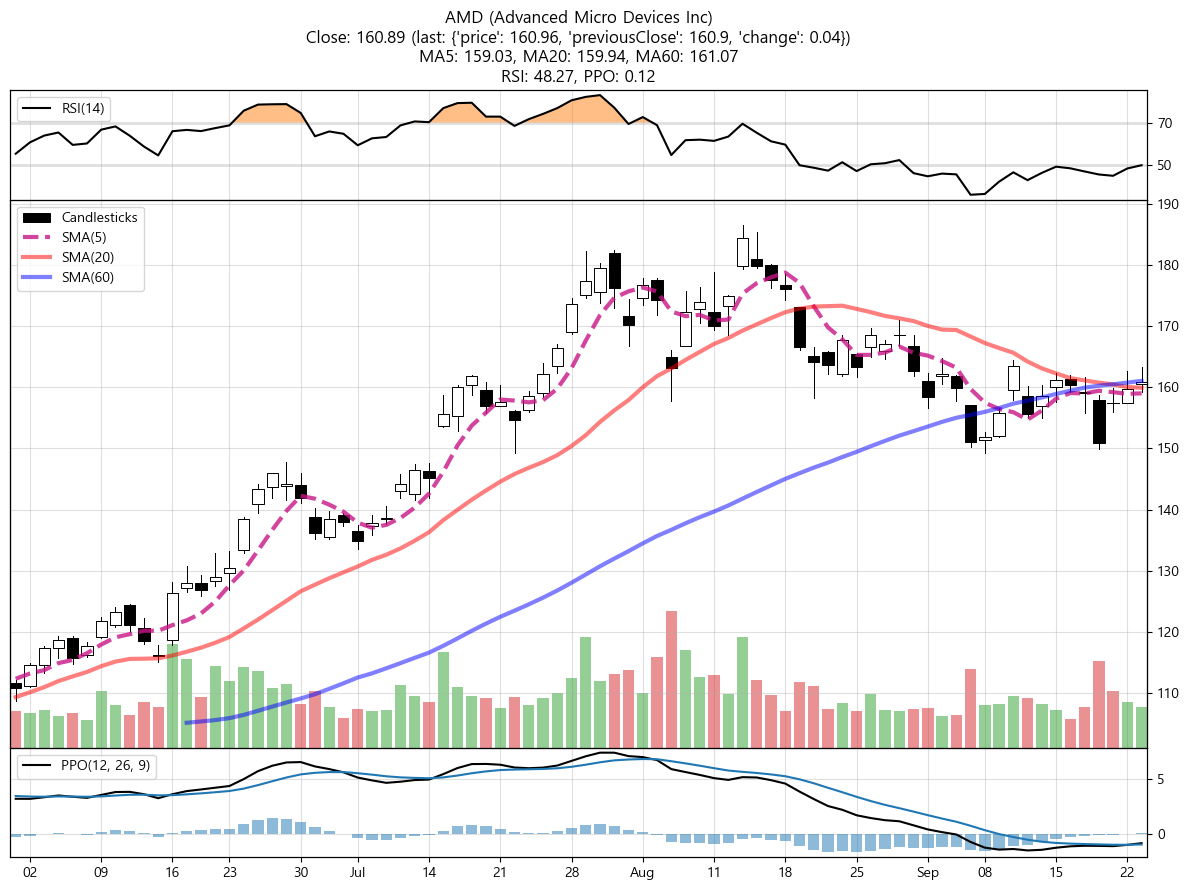 AMD (Advanced Micro Devices Inc)
Close: 160.89 (last: {'price': 160.96, 'previousClose': 160.9, 'change': 0.04})
MA5: 159.03, MA20: 159.94, MA60: 161.07
RSI: 48.27, PPO: 0.12
RSI(14)
70
50
Candlesticks
SMA(5)
SMA(20)
SMA(60)
190
180
170
160
150
140
130
120
110
PPO(12, 26, 9)
5
0
02 09 16 23 30 Jul 14 21 28 Aug 11 18 25 Sep 08 15 22